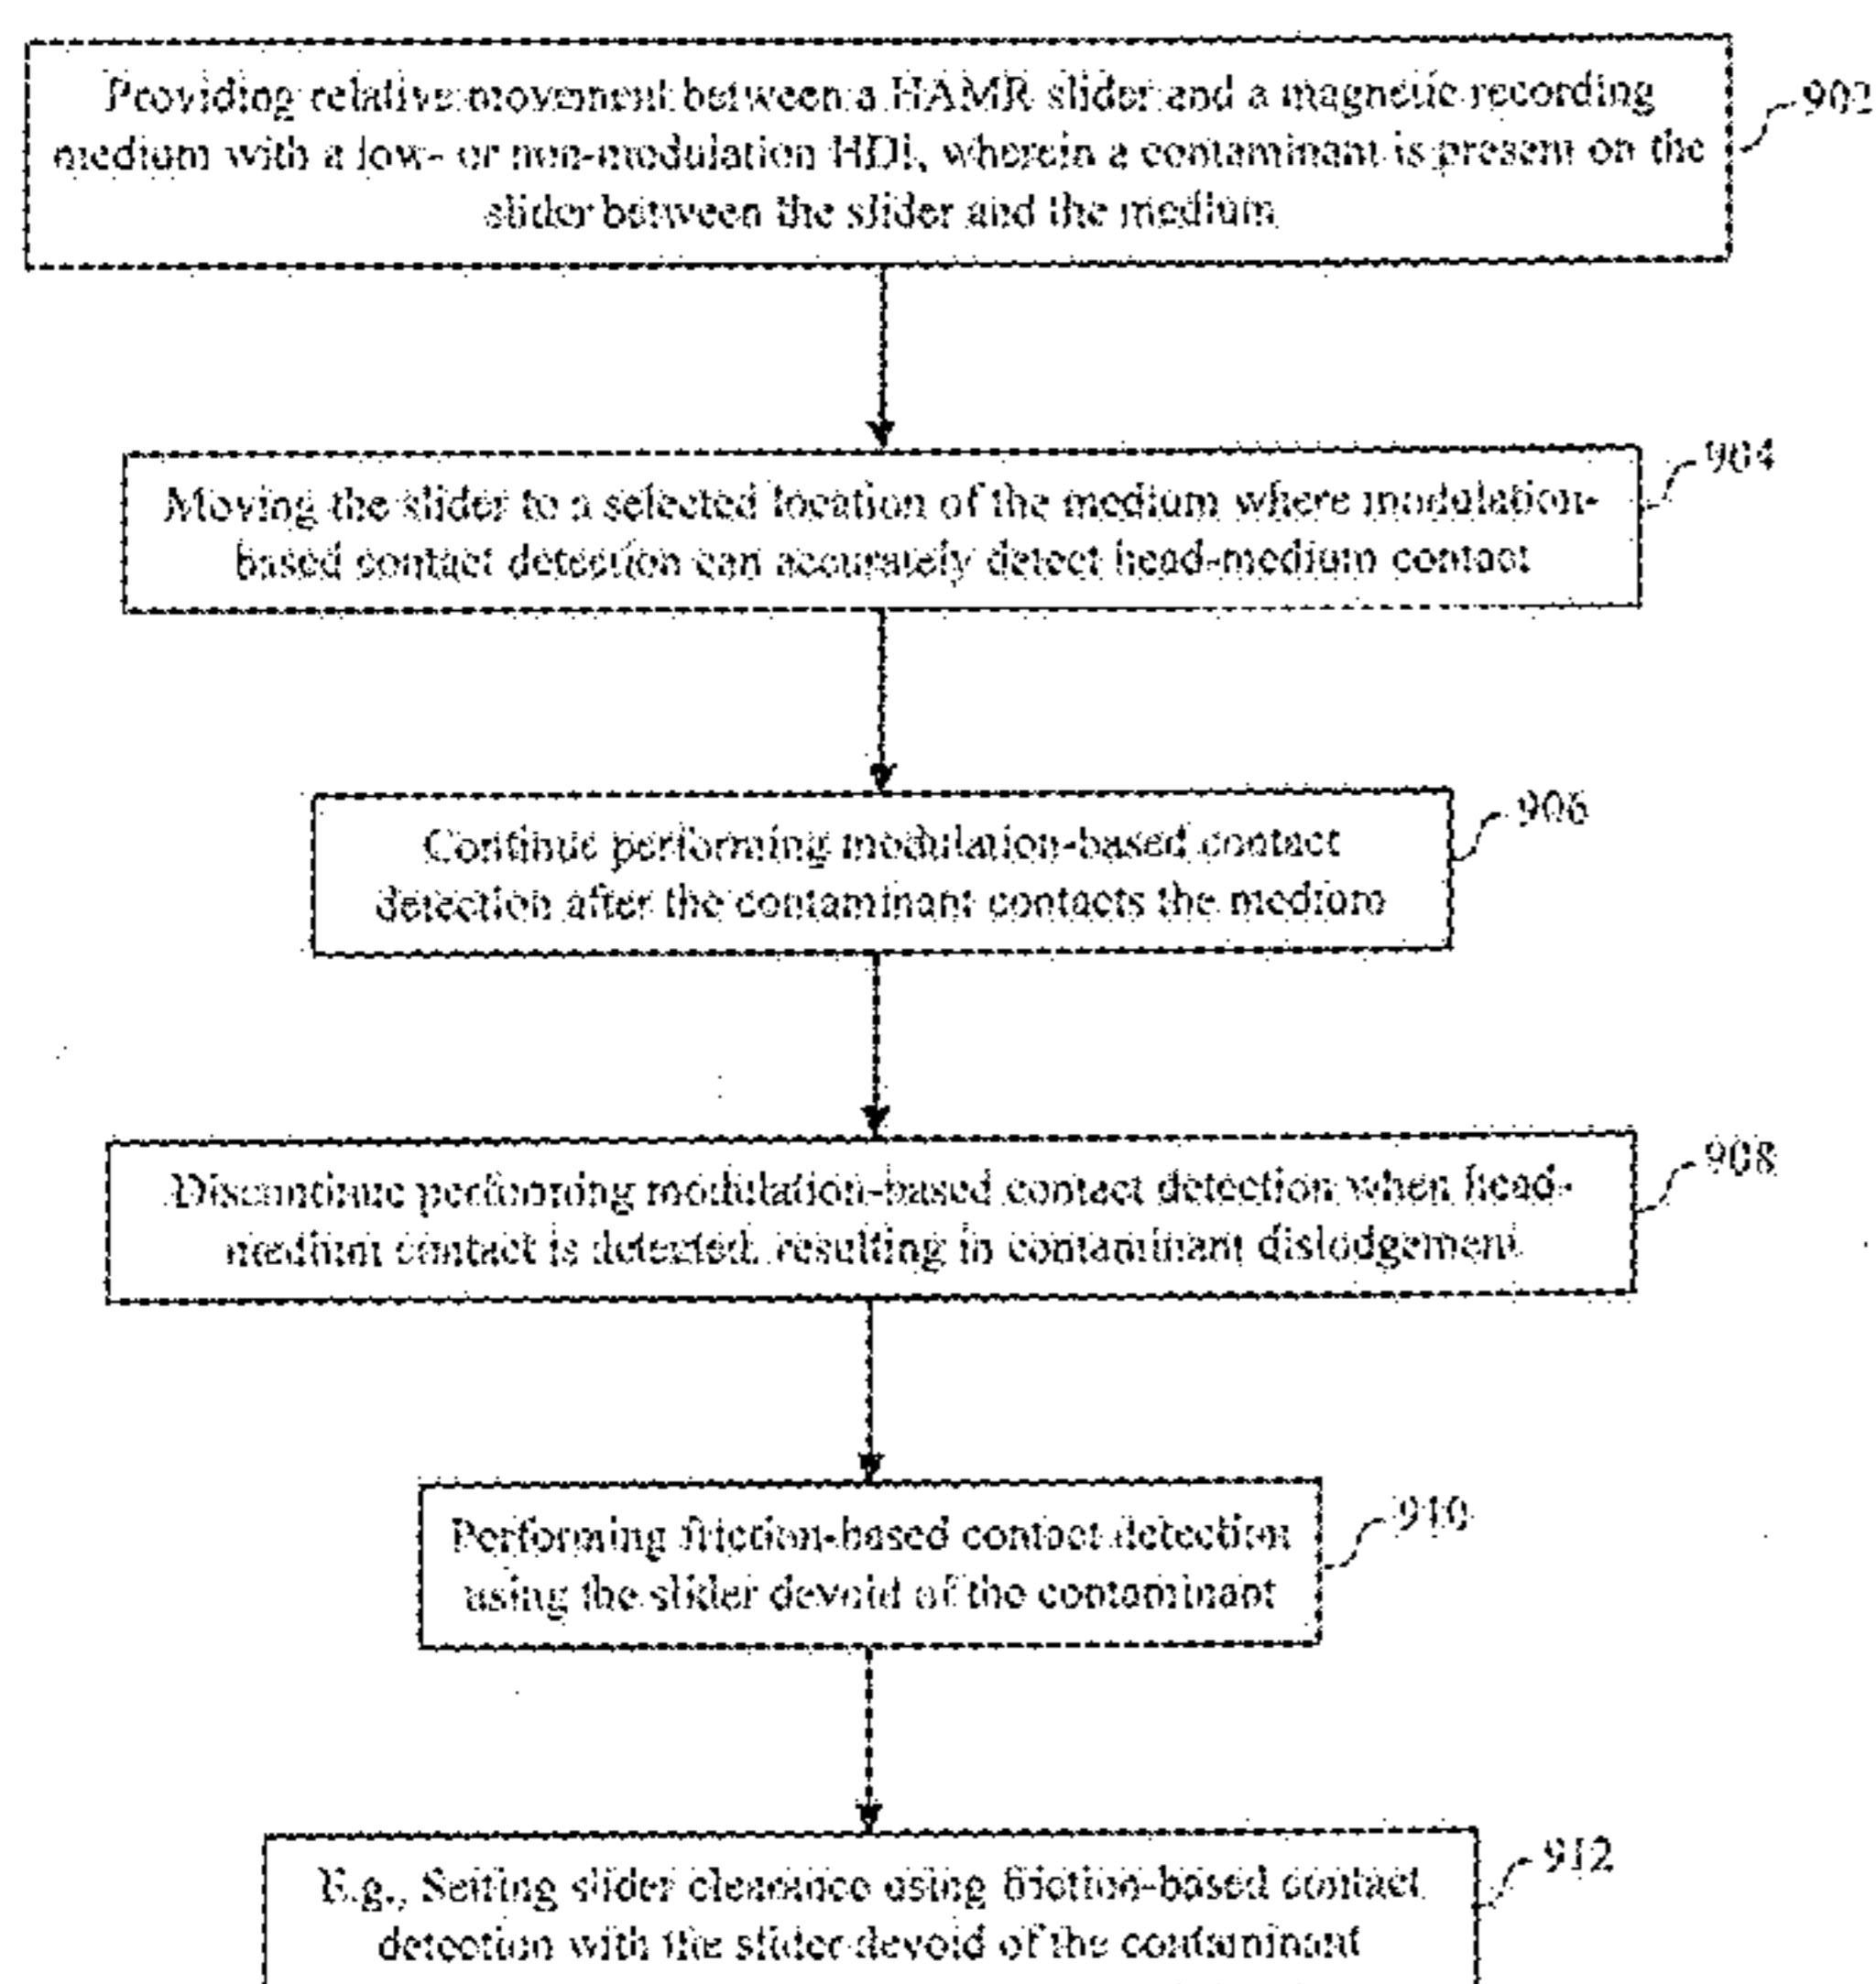 Providing relative movement between a HAMR slider and a magnetic recording
medium with a low- or non-modulation HDI, wherein a contaminant is present on the
slider between the slider and the medium
902
Moving the slider to a selected location of the medium where modulation-
based contact detection can accurately detect head-medium contact
904
Continue performing modulation-based contact
detection after the contaminant contacts the medium
906
Discontinue performing modulation-based contact detection when head-
medium contact is detected, resulting in contaminant dislodgement
908
Performing friction-based contact detection
using the slider devoid of the contaminant
910
E.g., Setting slider clearance using friction-based contact
detection with the slider devoid of the contaminant
912